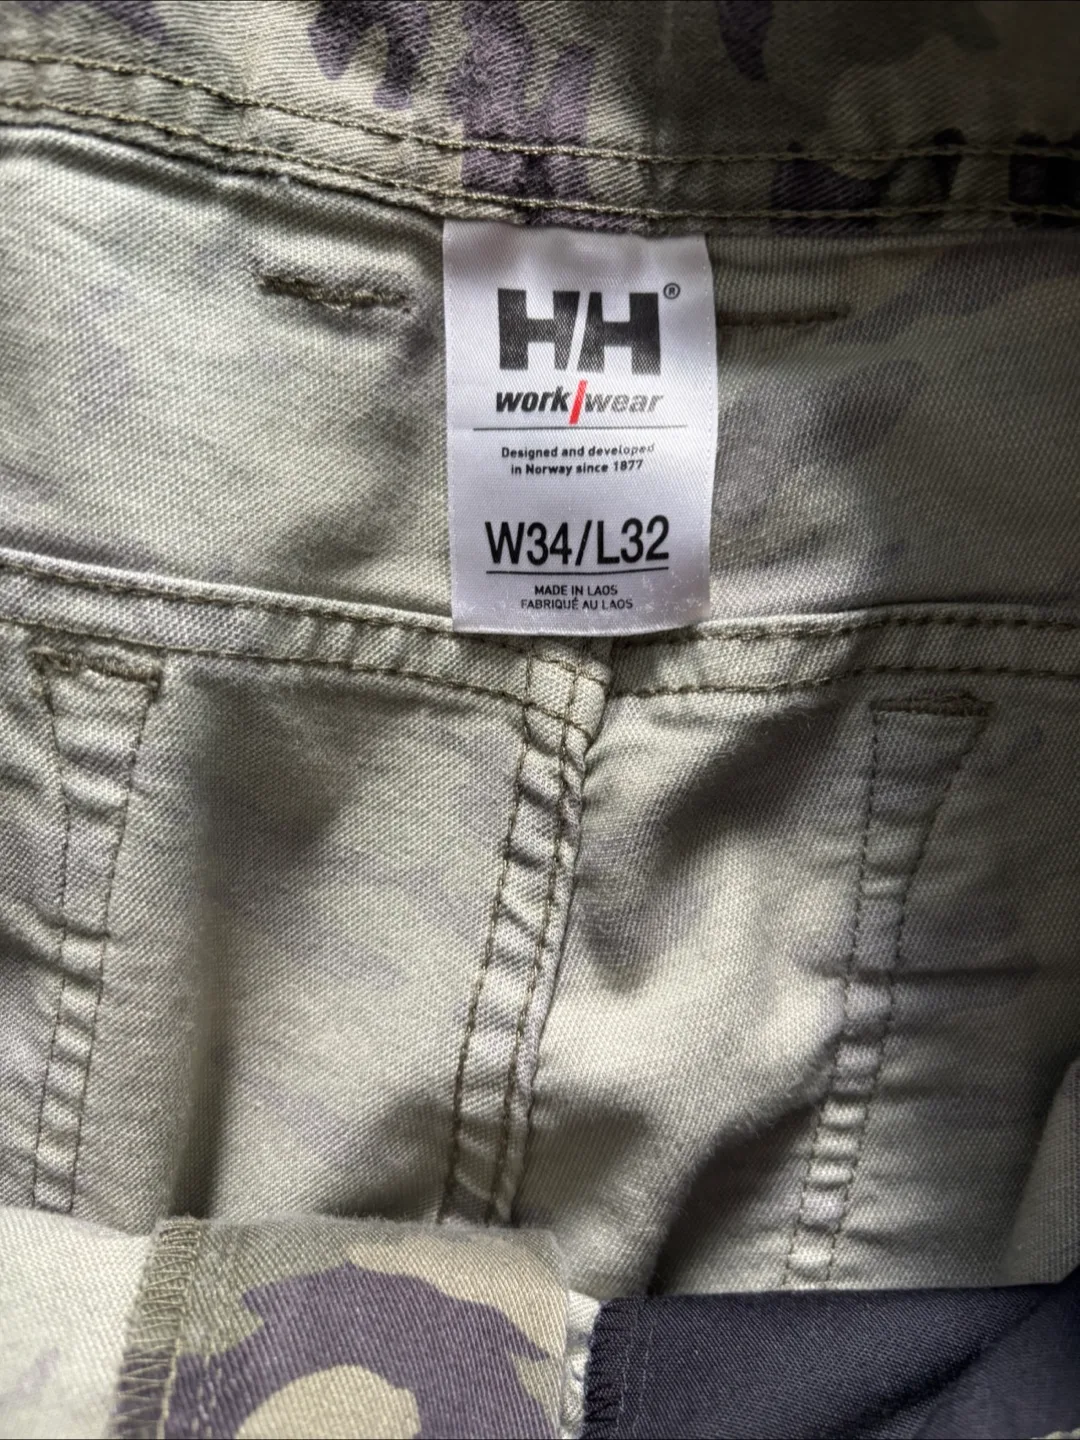 HH®
work/wear
Designed and developed
in Norway since 1877
W34/L32
MADE IN LAOS
FABRIQUÉ AU LAOS